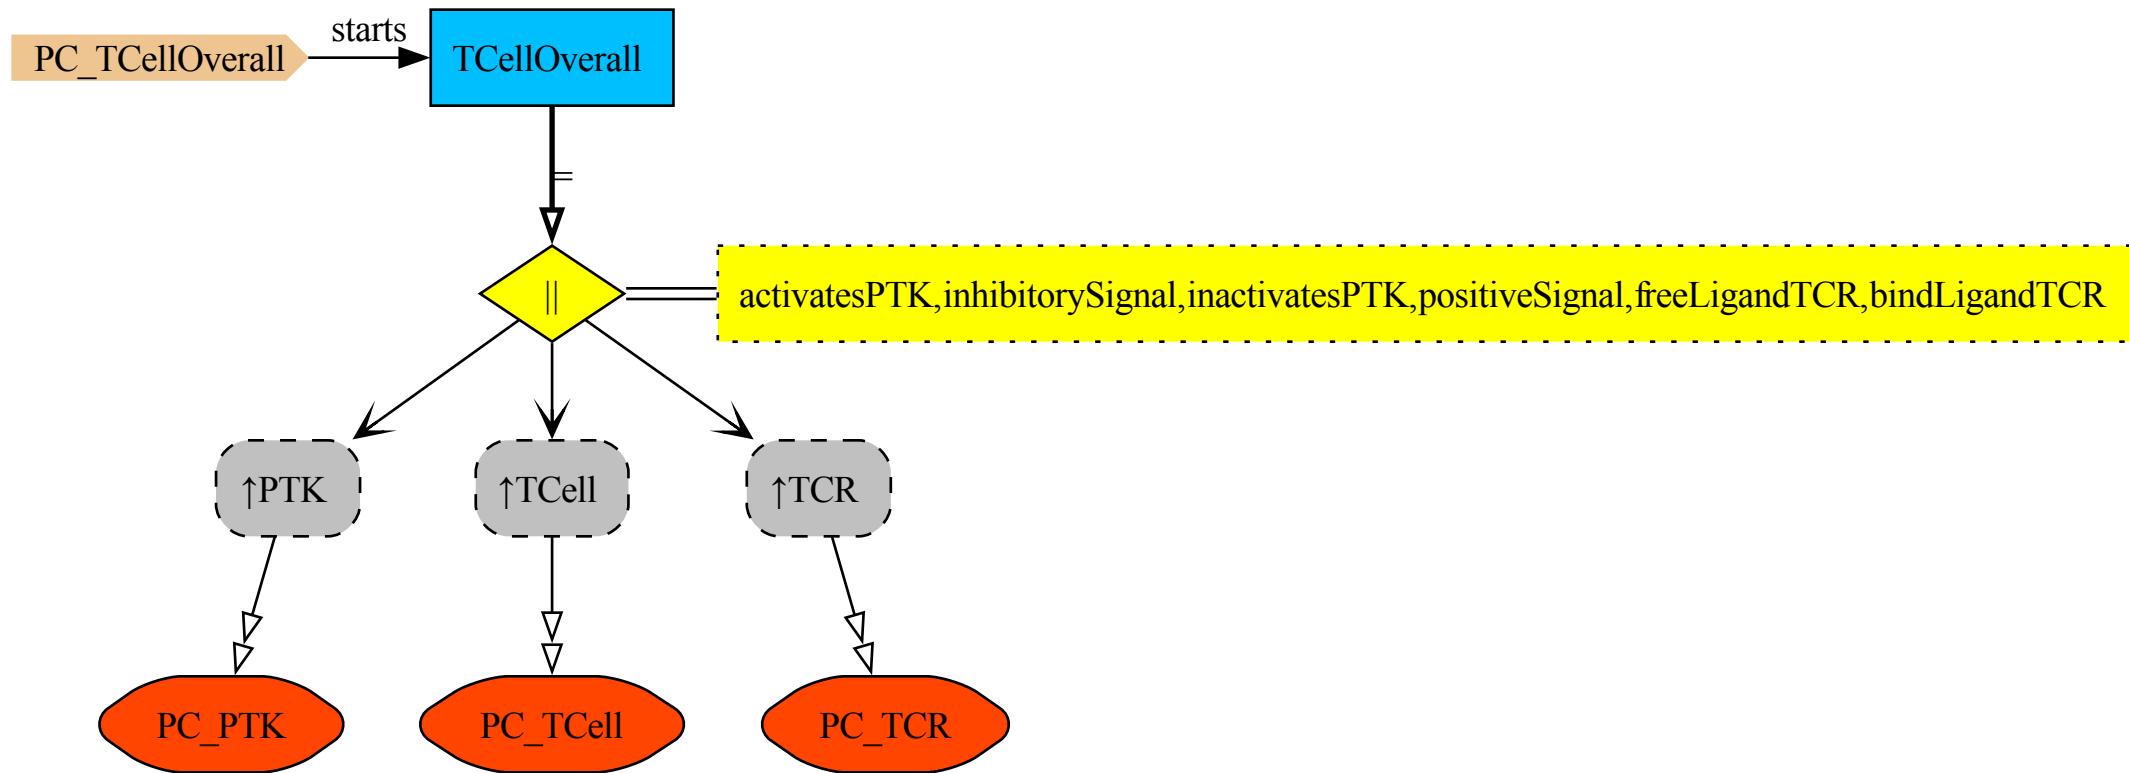 starts
PC_TCellOverall
TCellOverall
=
||
activatesPTK,inhibitorySignal,inactivatesPTK,positiveSignal,freeLigandTCR,bindLigandTCR
↑PTK
↑TCell
↑TCR
PC_PTK
PC_TCell
PC_TCR